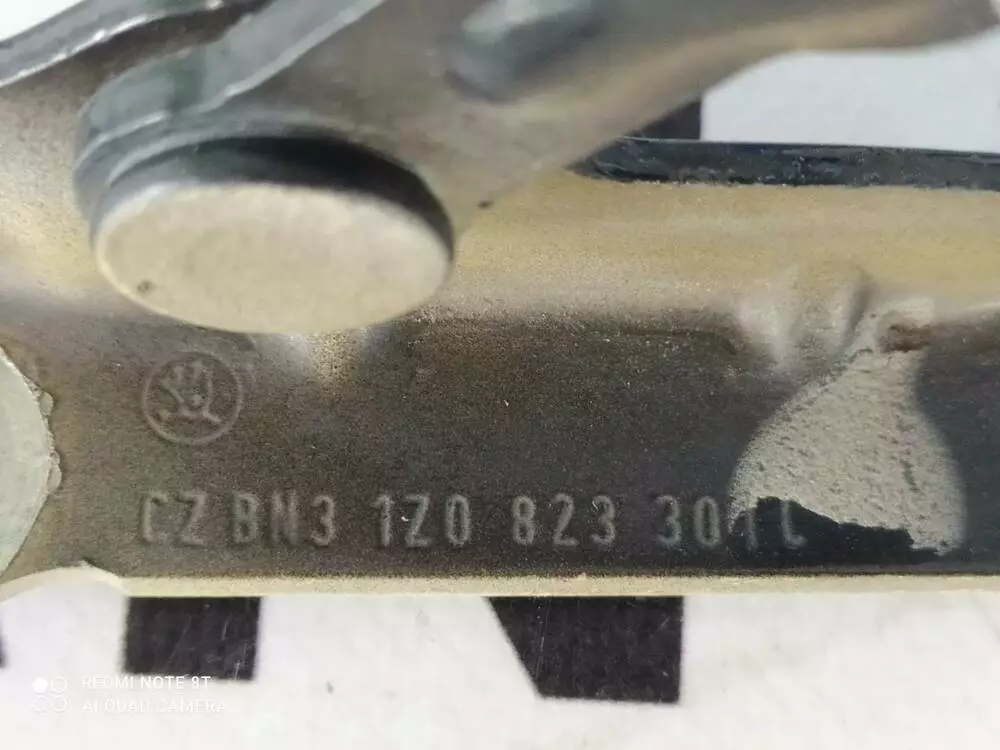 CZ BN3 1Z0 823 301 C
REDMI NOTE 8T
AI QUAD CAMERA